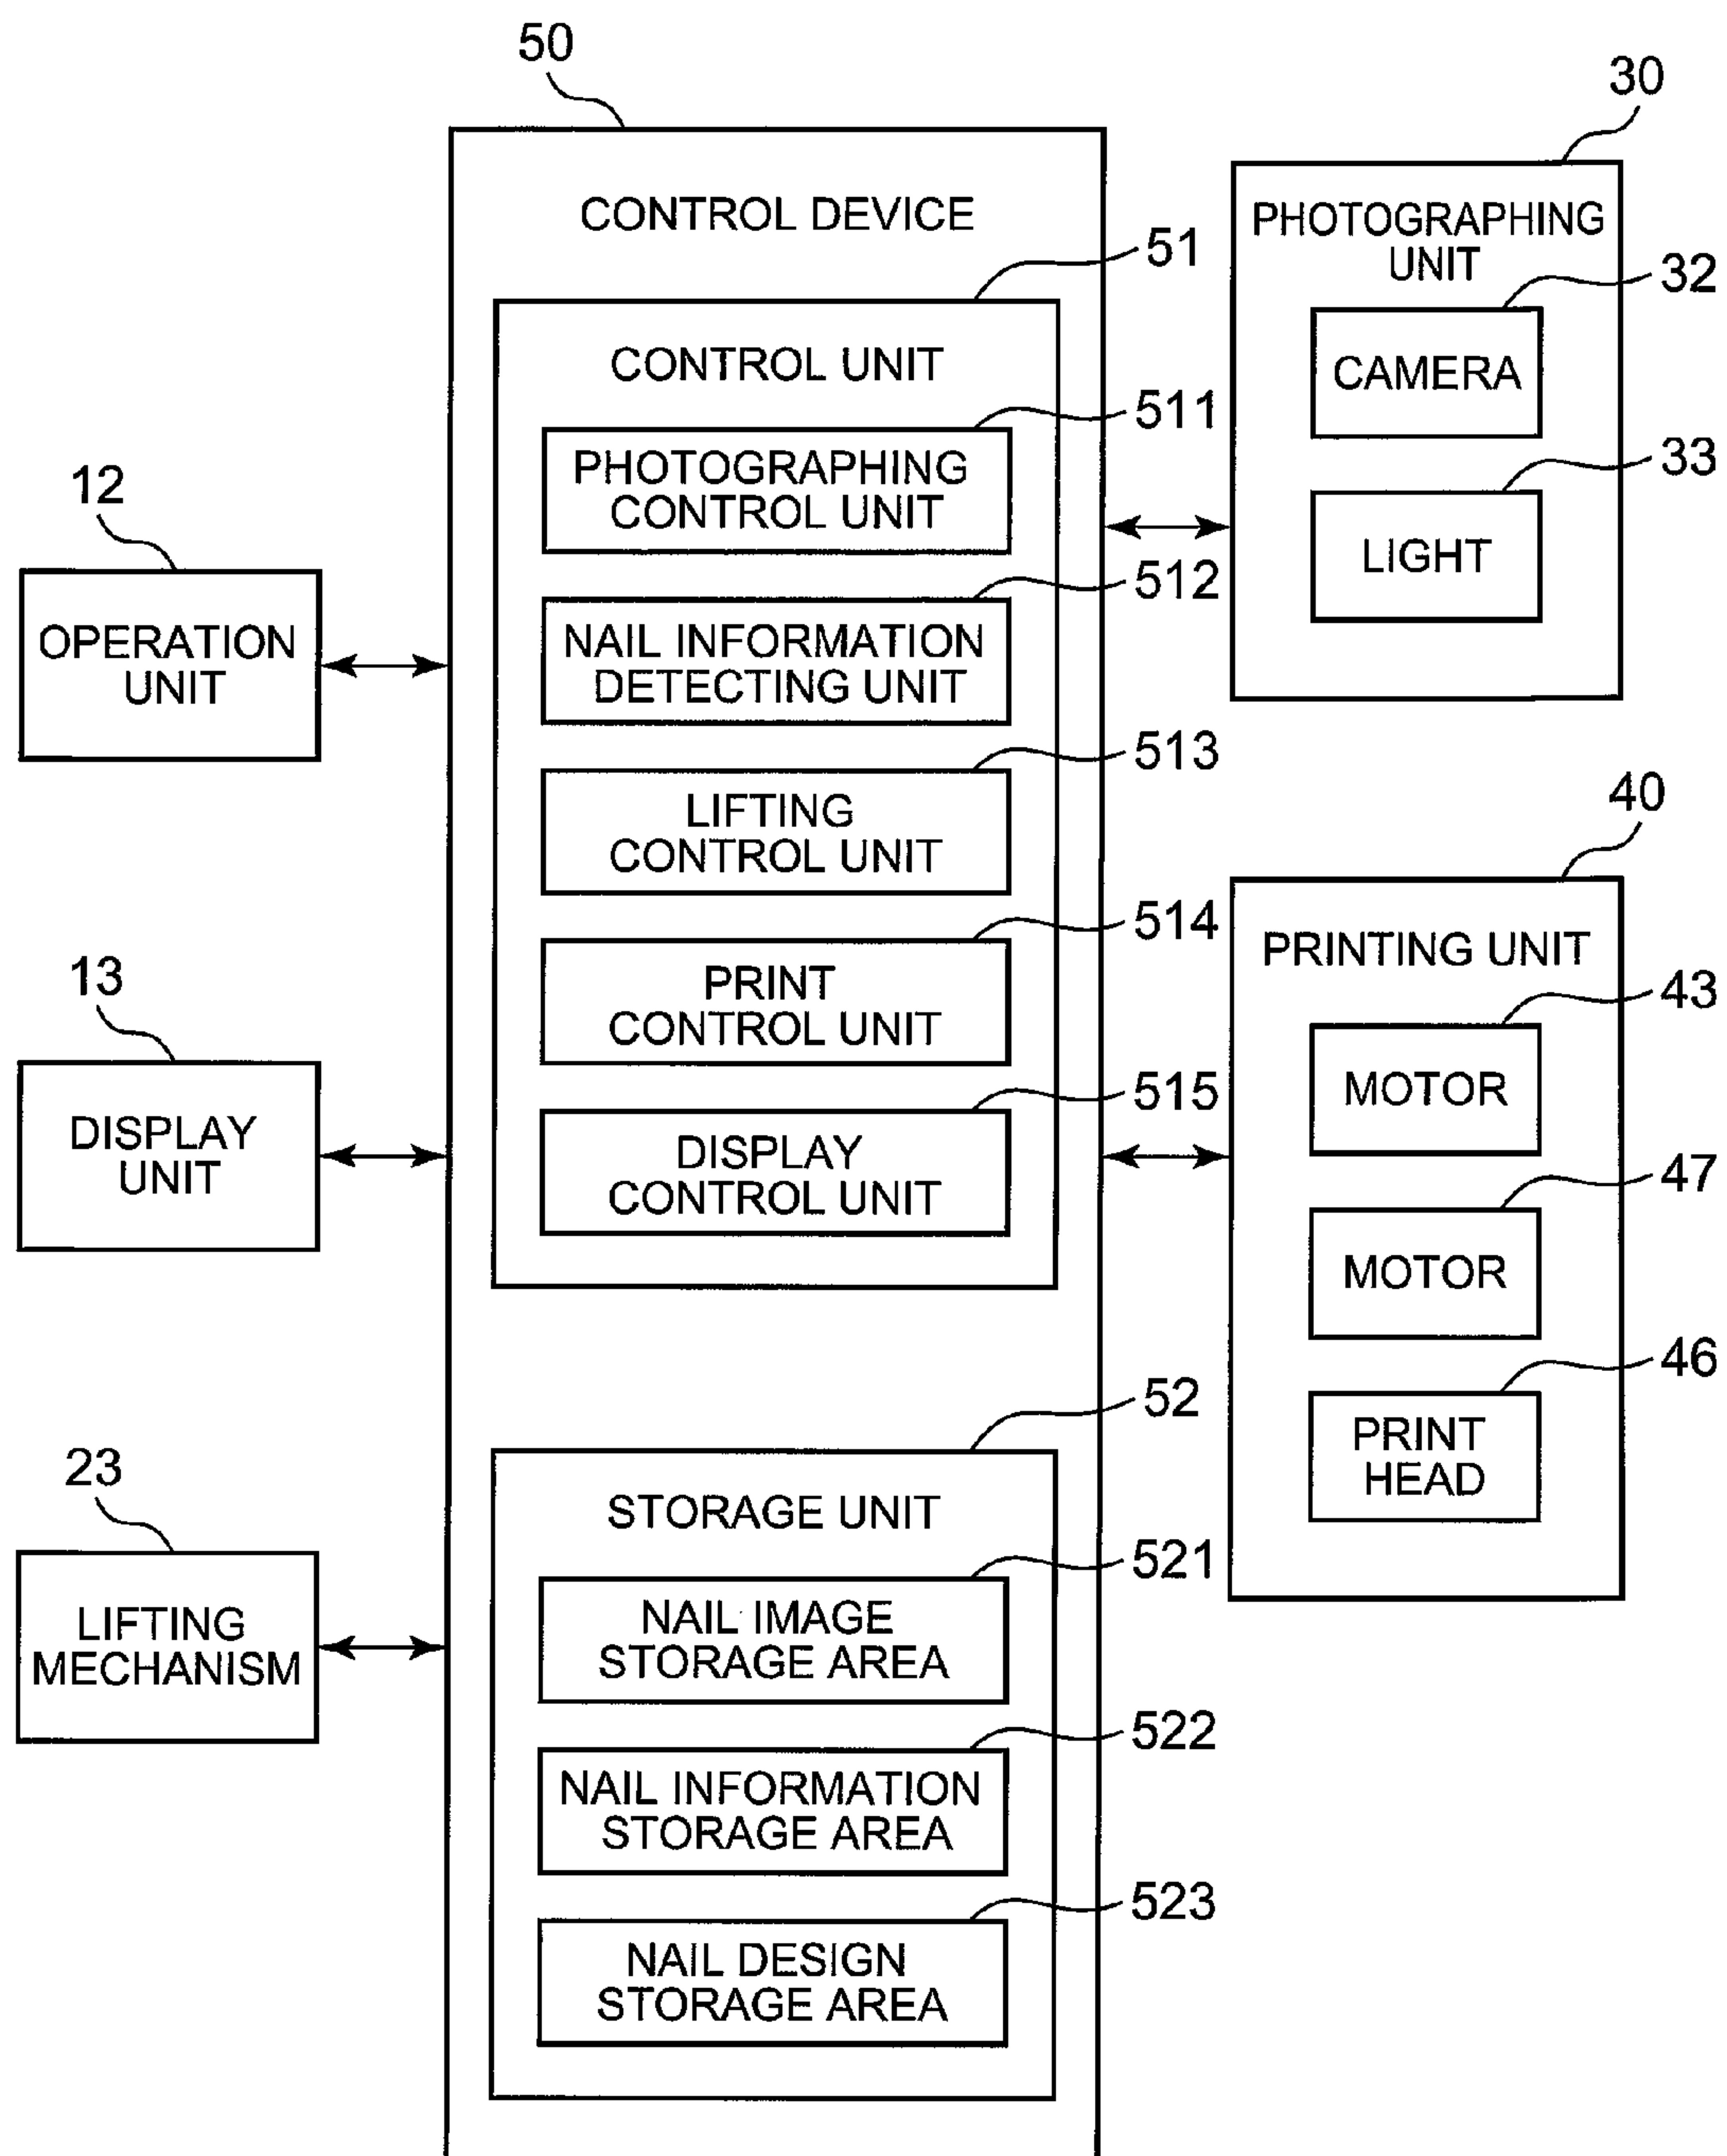 50
CONTROL DEVICE
51
CONTROL UNIT
511
PHOTOGRAPHING
CONTROL UNIT
512
NAIL INFORMATION
DETECTING UNIT
513
LIFTING
CONTROL UNIT
514
PRINT
CONTROL UNIT
515
DISPLAY
CONTROL UNIT
52
STORAGE UNIT
521
NAIL IMAGE
STORAGE AREA
522
NAIL INFORMATION
STORAGE AREA
523
NAIL DESIGN
STORAGE AREA
12
OPERATION
UNIT
13
DISPLAY
UNIT
23
LIFTING
MECHANISM
30
PHOTOGRAPHING
UNIT
32
CAMERA
33
LIGHT
40
PRINTING UNIT
43
MOTOR
47
MOTOR
46
PRINT
HEAD